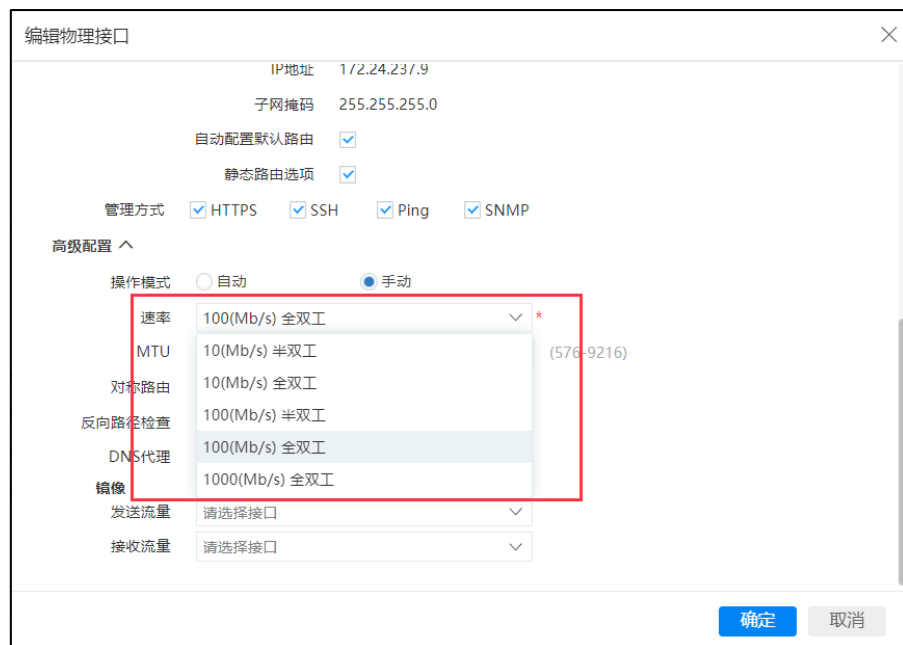 编辑物理接口
IP地址 172.24.237.9
子网掩码 255.255.255.0
自动配置默认路由
静态路由选项
管理方式 HTTPS SSH Ping SNMP
高级配置
操作模式 自动 手动
速率 100(Mb/s) 全双工 *
MTU 10(Mb/s) 半双工 (576-9216)
对称路由 10(Mb/s) 全双工
反向路径检查 100(Mb/s) 半双工
DNS代理 100(Mb/s) 全双工
镜像 1000(Mb/s) 全双工
发送流量 请选择接口
接收流量 请选择接口
确定 取消